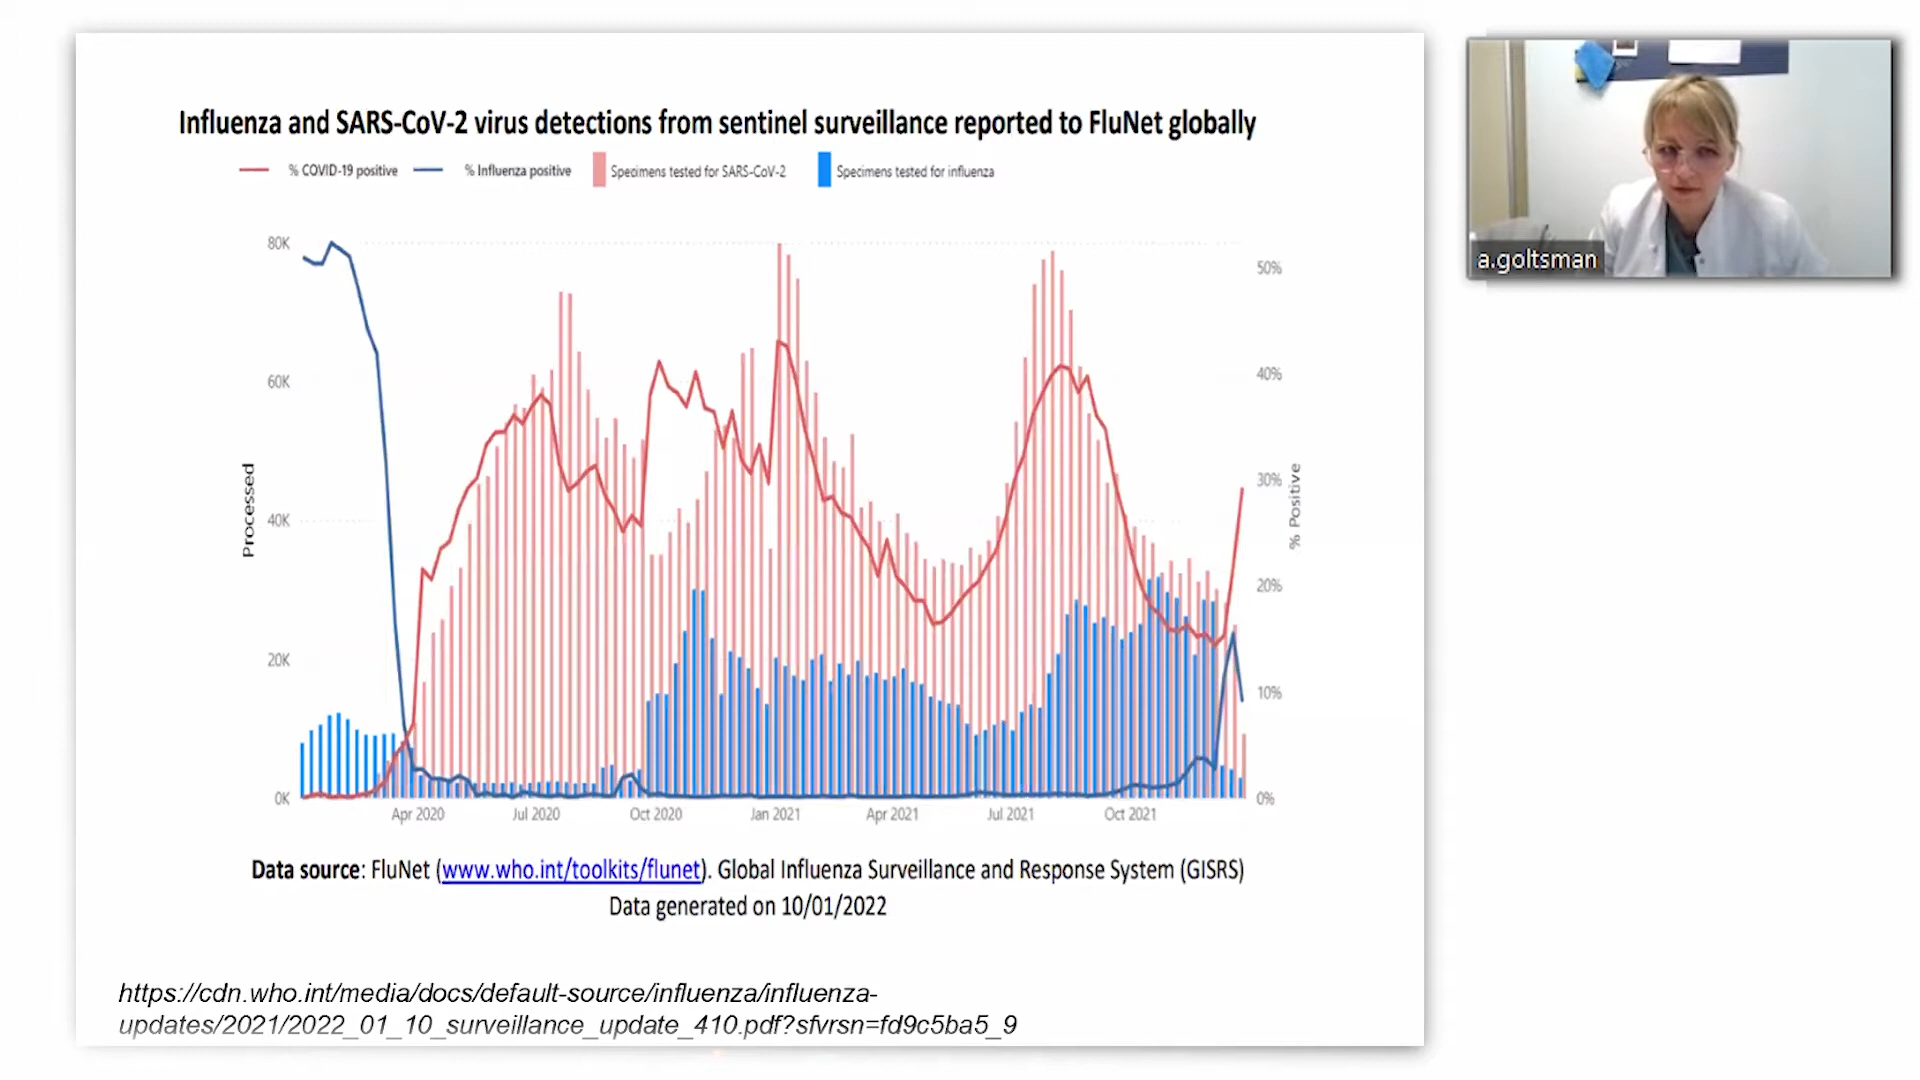 Influenza and SARS-CoV-2 virus detections from sentinel surveillance reported to FluNet globally
% COVID-19 positive % Influenza positive Specimens tested for SARS-CoV-2 Specimens tested for influenza
80K
60K
40K
20K
0K
Processed
50%
40%
30%
20%
10%
0%
% Positive
Apr 2020 Jul 2020 Oct 2020 Jan 2021 Apr 2021 Jul 2021 Oct 2021
Data source: FluNet (www.who.int/toolkits/flunet). Global Influenza Surveillance and Response System (GISRS)
Data generated on 10/01/2022
https://cdn.who.int/media/docs/default-source/influenza/influenza-
updates/2021/2022_01_10_surveillance_update_410.pdf?sfvrsn=fd9c5ba5_9
a.goltsman